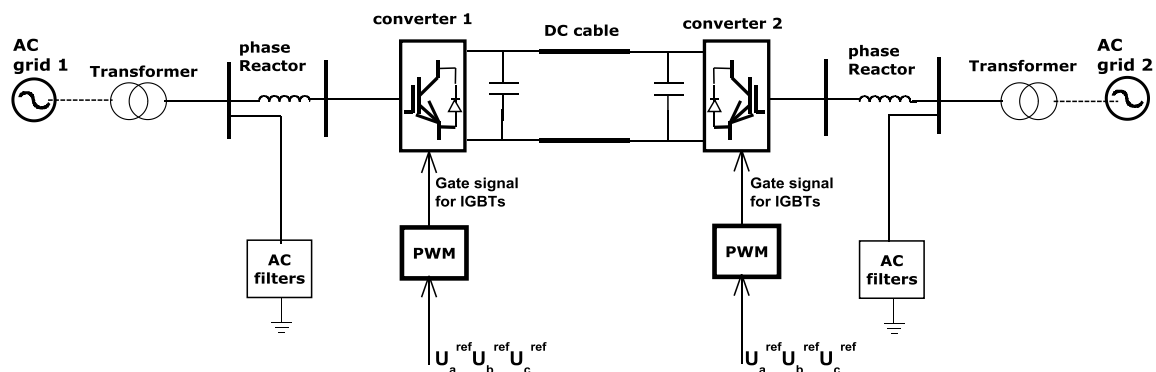 converter 1
DC cable
converter 2
AC
grid 1
Transformer
phase
Reactor
phase
Reactor
Transformer
AC
grid 2
Gate signal
for IGBTs
Gate signal
for IGBTs
PWM
PWM
AC
filters
AC
filters
U_a^ref U_b^ref U_c^ref
U_a^ref U_b^ref U_c^ref